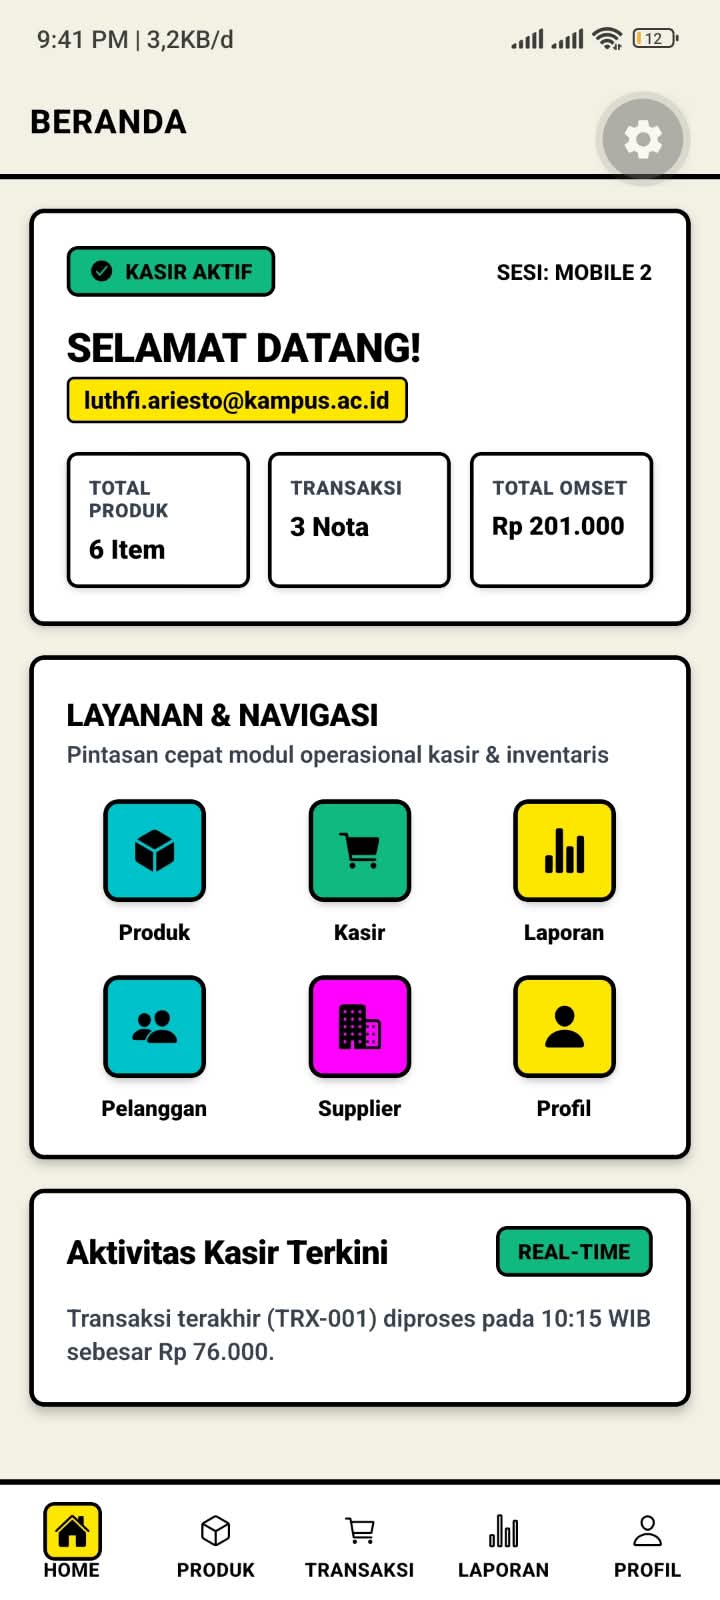 9:41 PM | 3,2KB/d
12
BERANDA
KASIR AKTIF
SESI: MOBILE 2
SELAMAT DATANG!
luthfi.ariesto@kampus.ac.id
TOTAL
PRODUK
6 Item
TRANSAKSI
3 Nota
TOTAL OMSET
Rp 201.000
LAYANAN & NAVIGASI
Pintasan cepat modul operasional kasir & inventaris
Produk
Kasir
Laporan
Pelanggan
Supplier
Profil
Aktivitas Kasir Terkini
REAL-TIME
Transaksi terakhir (TRX-001) diproses pada 10:15 WIB
sebesar Rp 76.000.
HOME
PRODUK
TRANSAKSI
LAPORAN
PROFIL